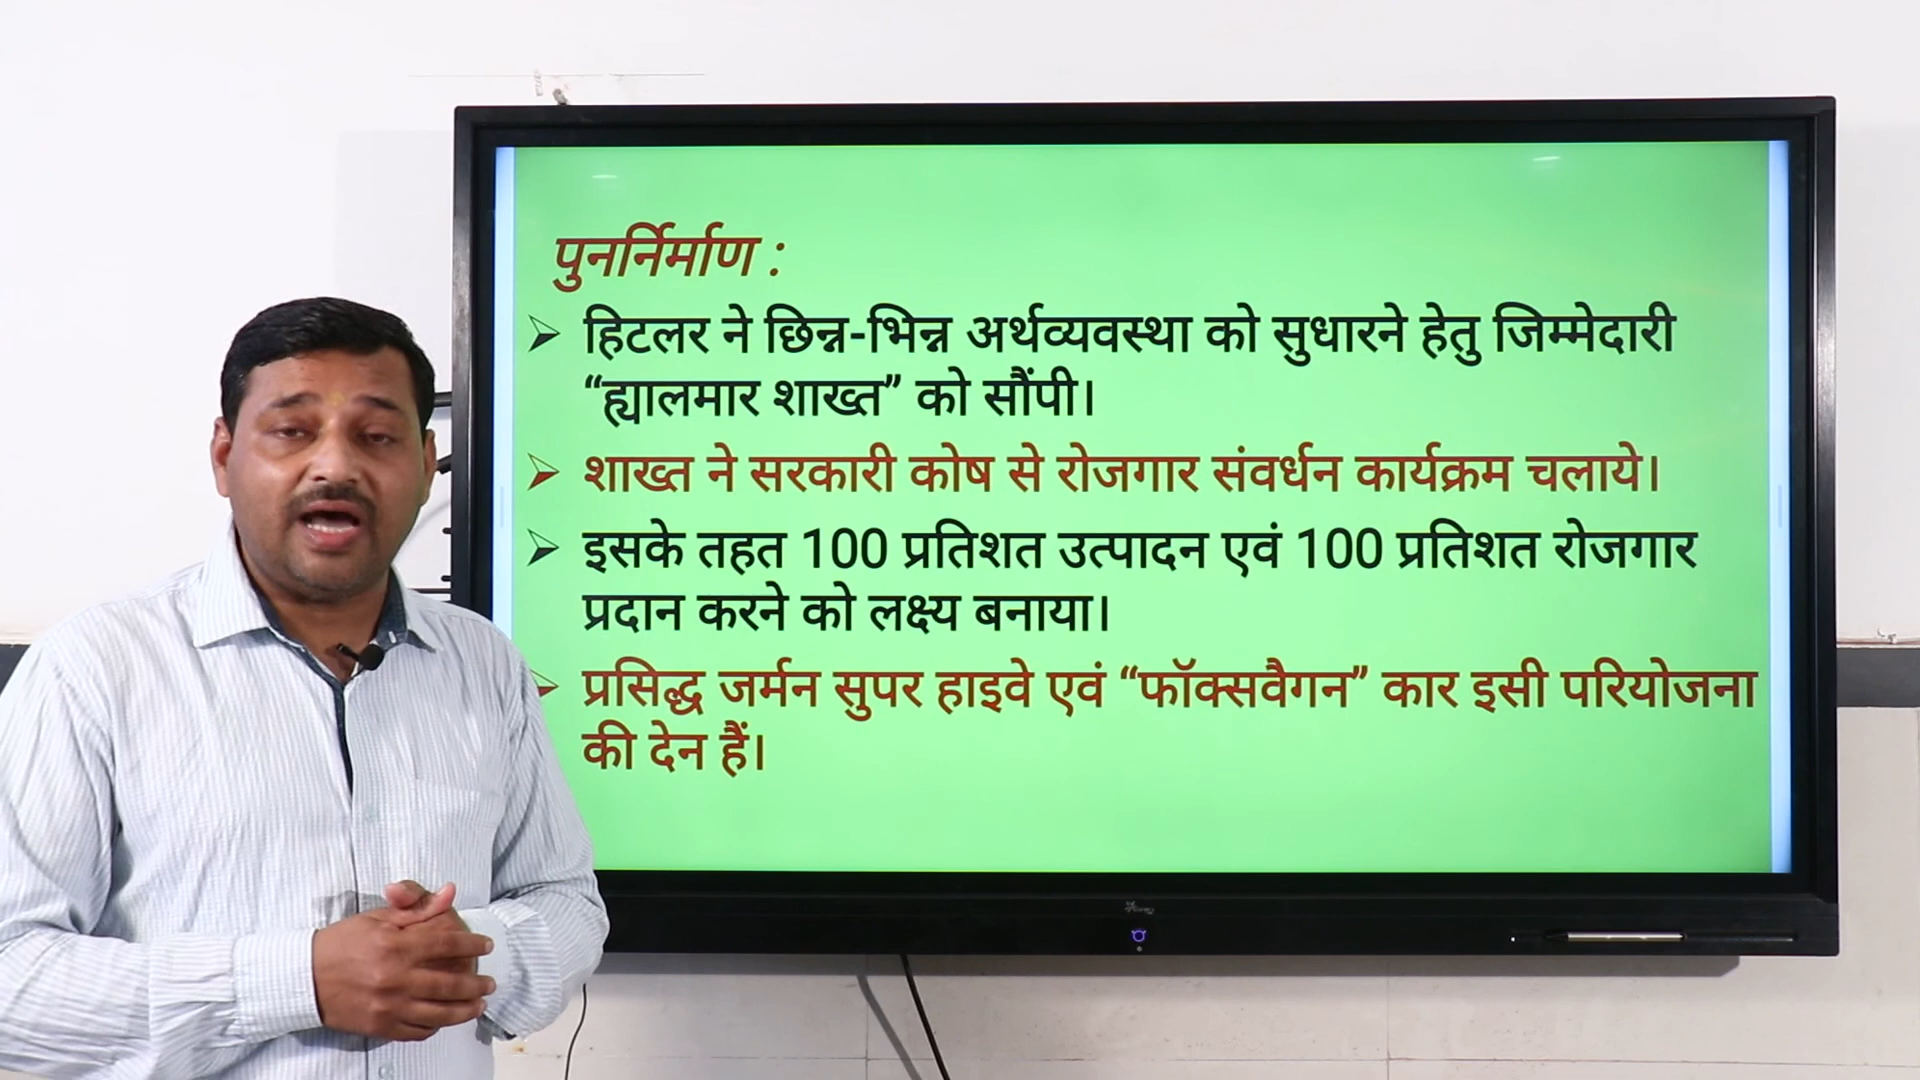 पुनर्निर्माण :
➢ हिटलर ने छिन्न-भिन्न अर्थव्यवस्था को सुधारने हेतु जिम्मेदारी
“ह्यालमार शाख्त” को सौंपी।
➢ शाख्त ने सरकारी कोष से रोजगार संवर्धन कार्यक्रम चलाये।
➢ इसके तहत 100 प्रतिशत उत्पादन एवं 100 प्रतिशत रोजगार
प्रदान करने को लक्ष्य बनाया।
➢ प्रसिद्ध जर्मन सुपर हाइवे एवं “फॉक्सवैगन” कार इसी परियोजना
की देन हैं।